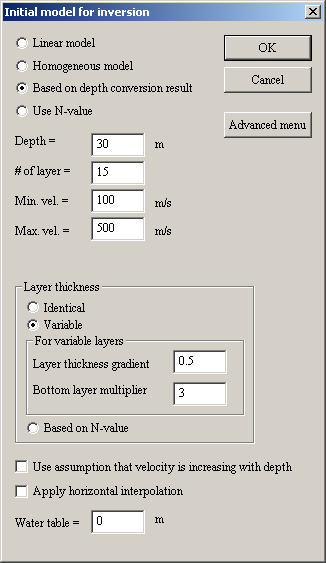 Initial model for inversion
Linear model
OK
Homogeneous model
Based on depth conversion result
Cancel
Use N-value
Advanced menu
Depth = 30 m
# of layer = 15
Min. vel. = 100 m/s
Max. vel. = 500 m/s
Layer thickness
Identical
Variable
For variable layers
Layer thickness gradient 0.5
Bottom layer multiplier 3
Based on N-value
Use assumption that velocity is increasing with depth
Apply horizontal interpolation
Water table = 0 m